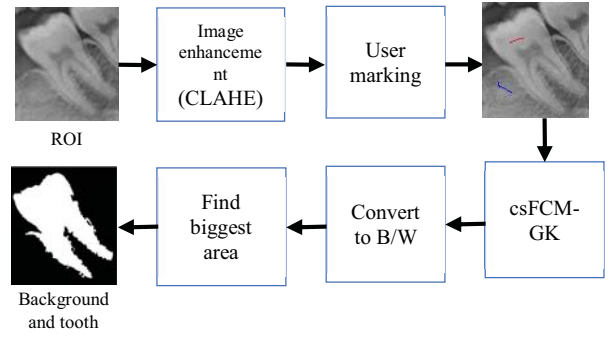 Image
enhanceme
nt
(CLAHE)
User
marking
ROI
csFCM-
GK
Convert
to B/W
Find
biggest
area
Background
and tooth